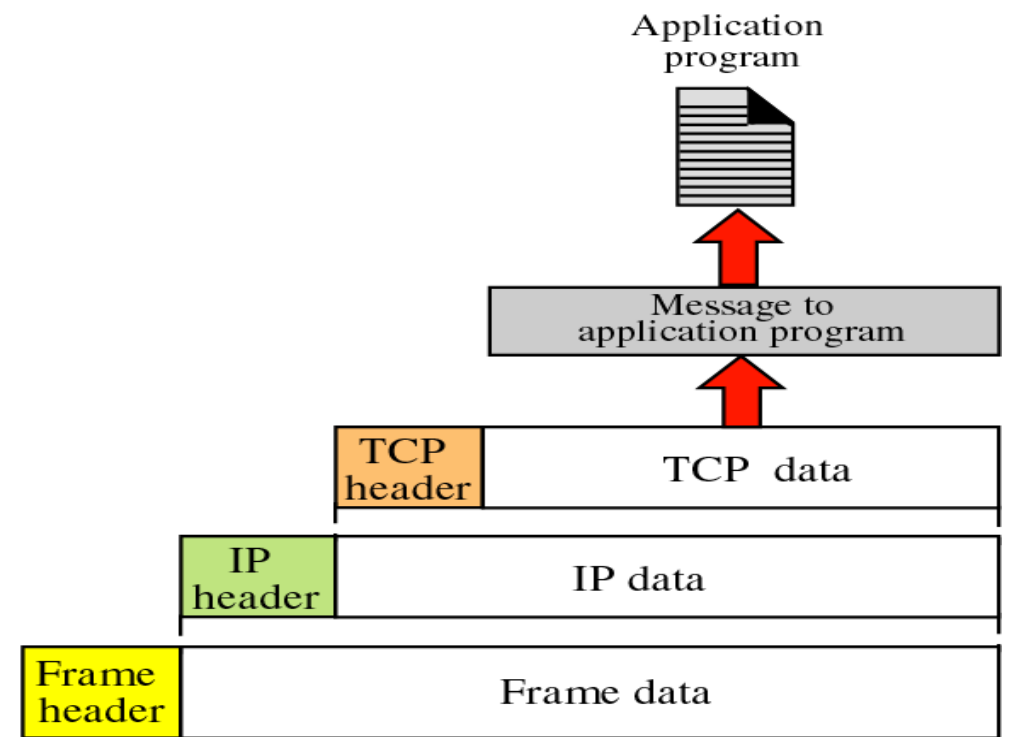 Application
program
Message to
application program
TCP
header
TCP data
IP
header
IP data
Frame
header
Frame data